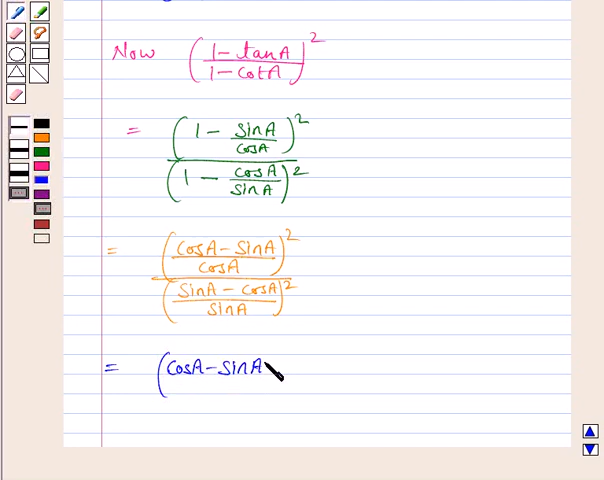 Now (1 - tanA / 1 - cotA)²
= (1 - sinA / cosA)²
(1 - cosA / sinA)²
= (cosA - sinA / cosA)²
(sinA - cosA / sinA)²
= (cosA - sinA